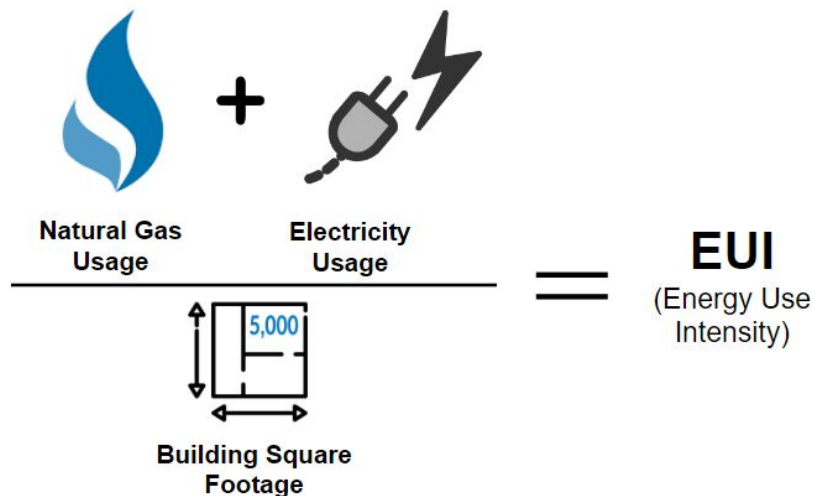 Natural Gas
Usage
Electricity
Usage
5,000
Building Square
Footage
EUI
(Energy Use
Intensity)